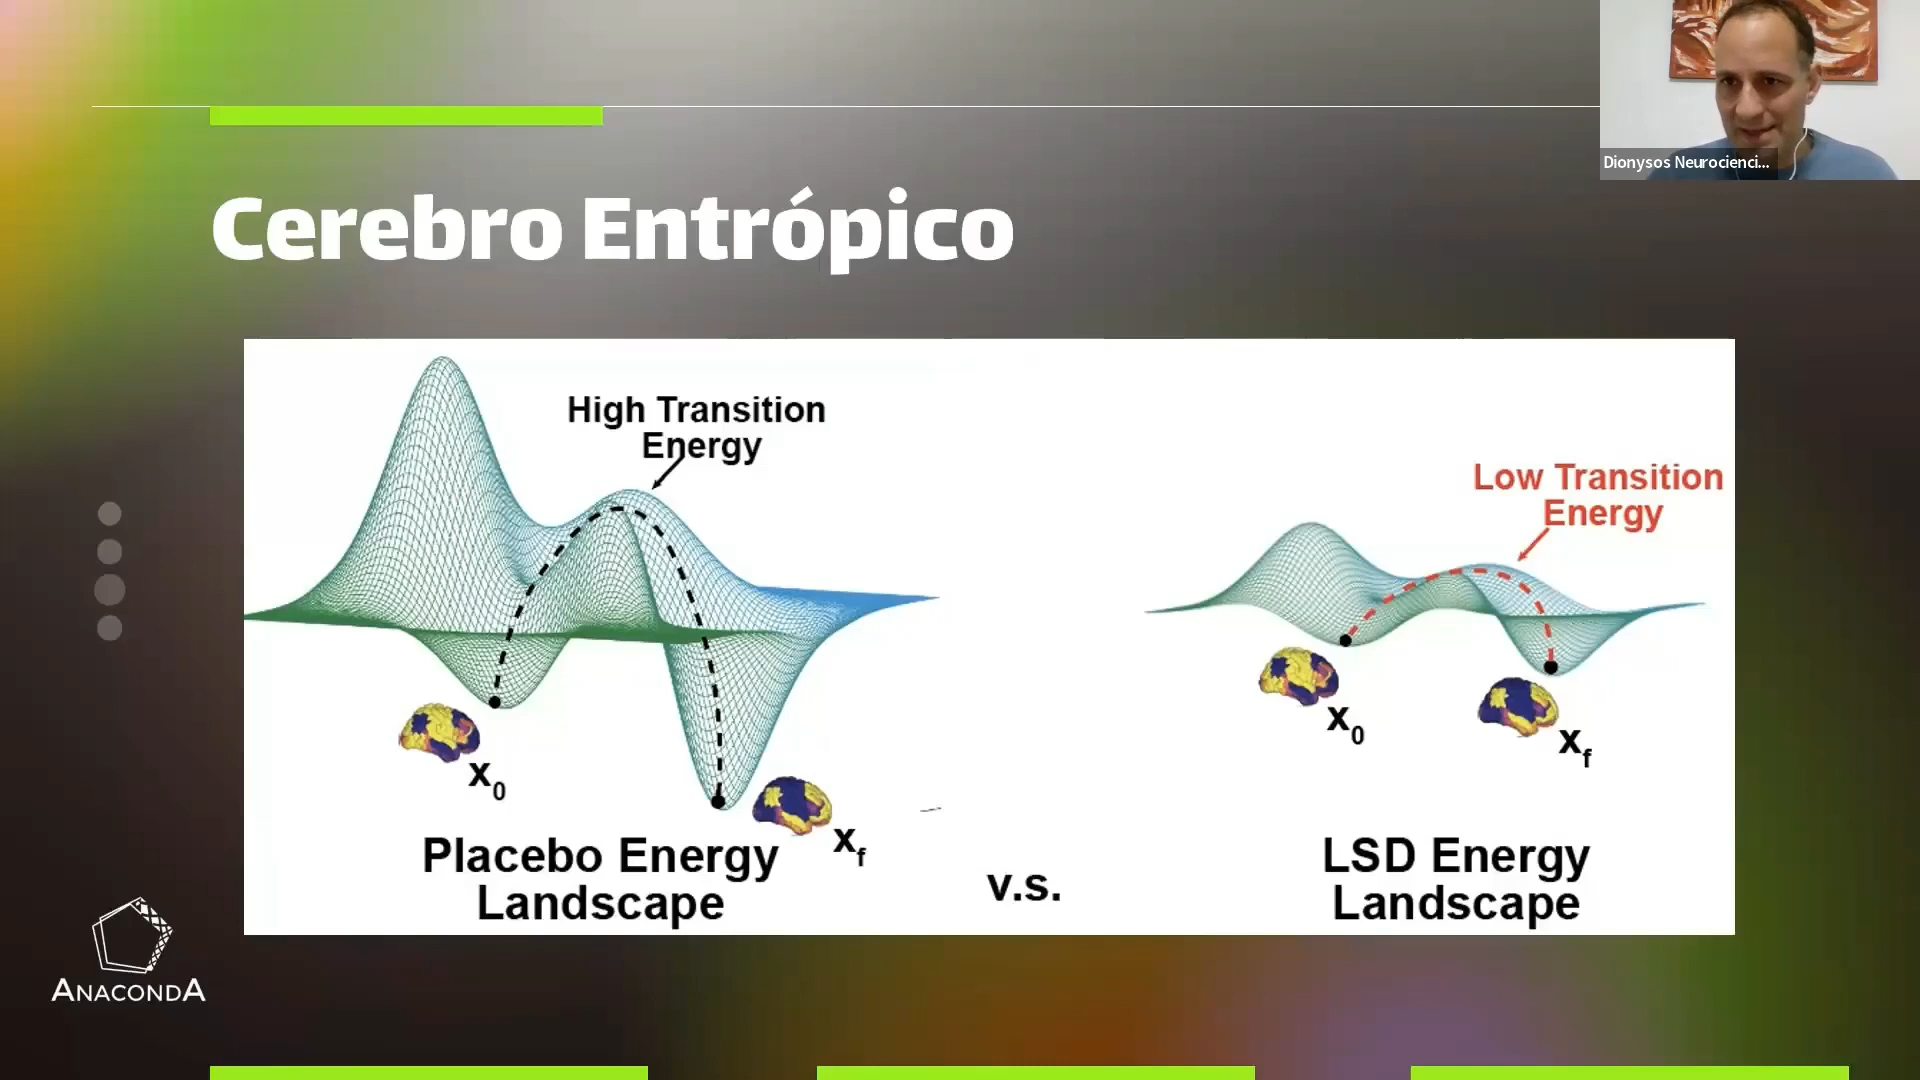 Dionysos Neurocienci...
Cerebro Entrópico
High Transition
Energy
Low Transition
Energy
x0
xf
x0
xf
Placebo Energy
Landscape
v.s.
LSD Energy
Landscape
ANACONDA